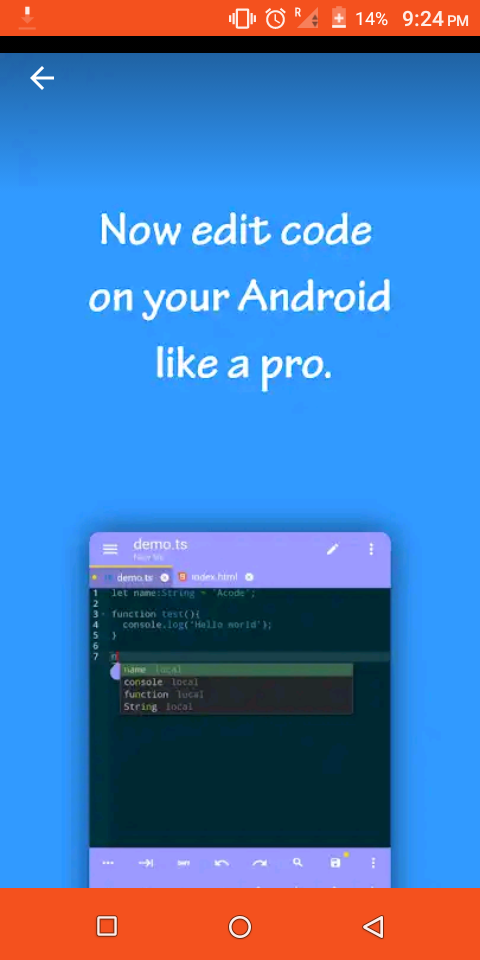 R 14% 9:24 PM
Now edit code
on your Android
like a pro.
demo.ts
demo.ts index.html
1 let name:String = 'Acode';
2
3 function test(){
4 console.log('Hello world');
5 }
6
7 n
name local
console local
function local
String local